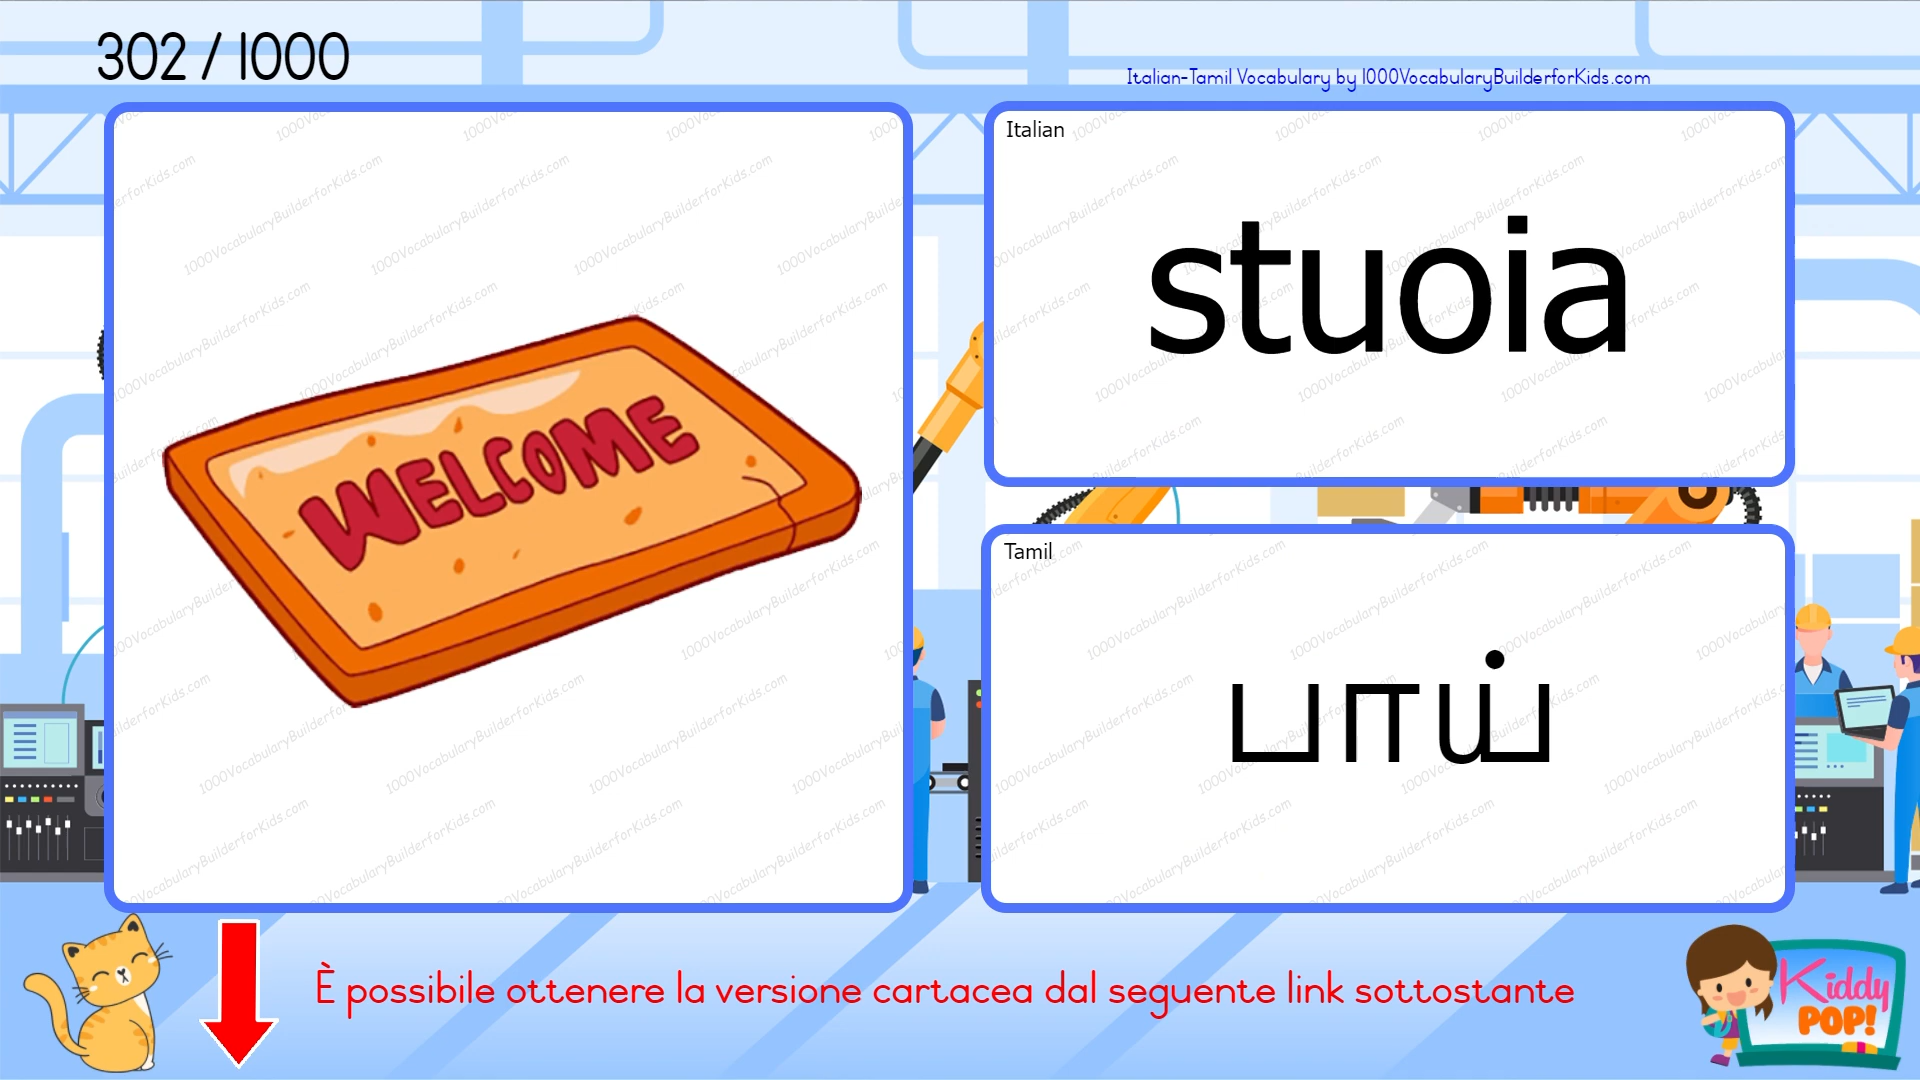 302 / 1000
Italian-Tamil Vocabulary by 1000VocabularyBuilderforKids.com
WELCOME
Italian
stuoia
Tamil
பாய்
È possibile ottenere la versione cartacea dal seguente link sottostante
Kiddy
POP!